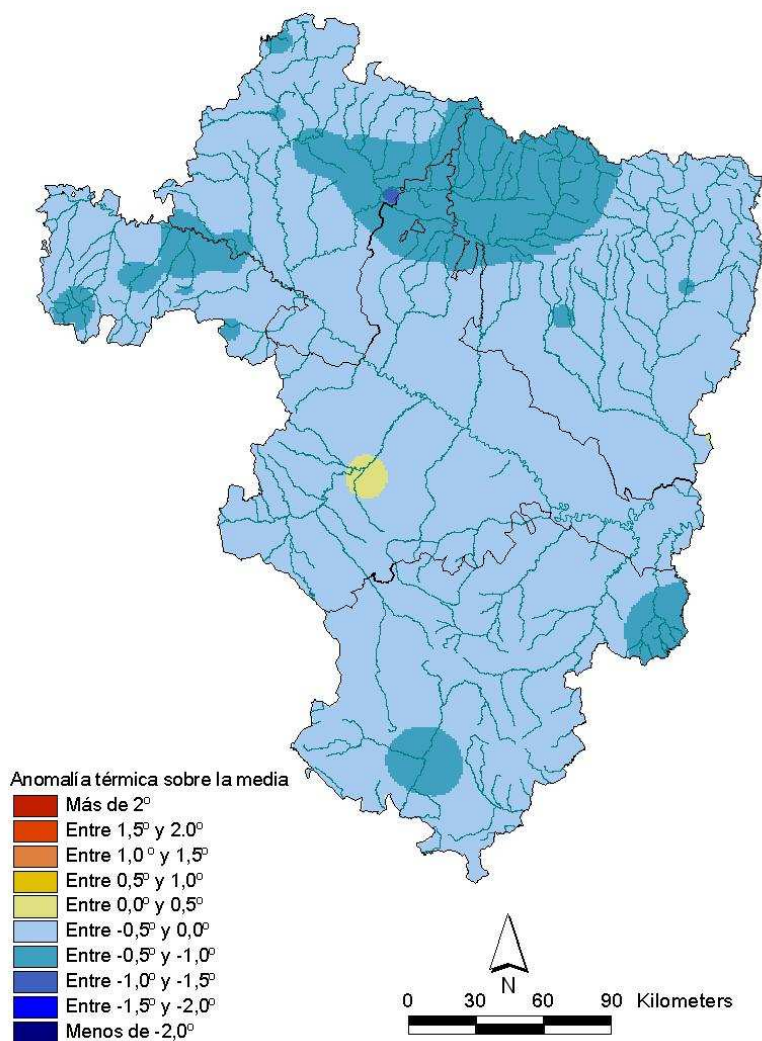 Anomalía térmica sobre la media
Más de 2º
Entre 1,5º y 2.0º
Entre 1,0 º y 1,5º
Entre 0,5º y 1,0º
Entre 0,0º y 0,5º
Entre -0,5º y 0,0º
Entre -0,5º y -1,0º
Entre -1,0º y -1,5º
Entre -1,5º y -2,0º
Menos de -2,0º
N
0 30 60 90 Kilometers